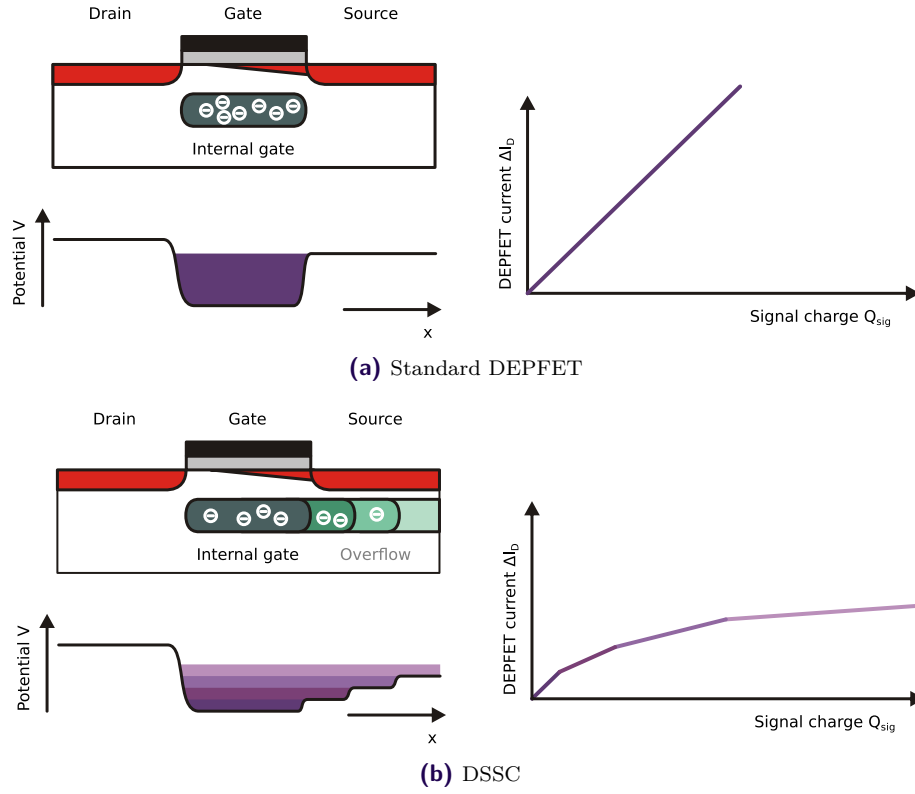 Drain Gate Source
Internal gate
Potential V
x
DEPFET current ΔI_D
Signal charge Q_sig
(a) Standard DEPFET
Drain Gate Source
Internal gate Overflow
Potential V
x
DEPFET current ΔI_D
Signal charge Q_sig
(b) DSSC